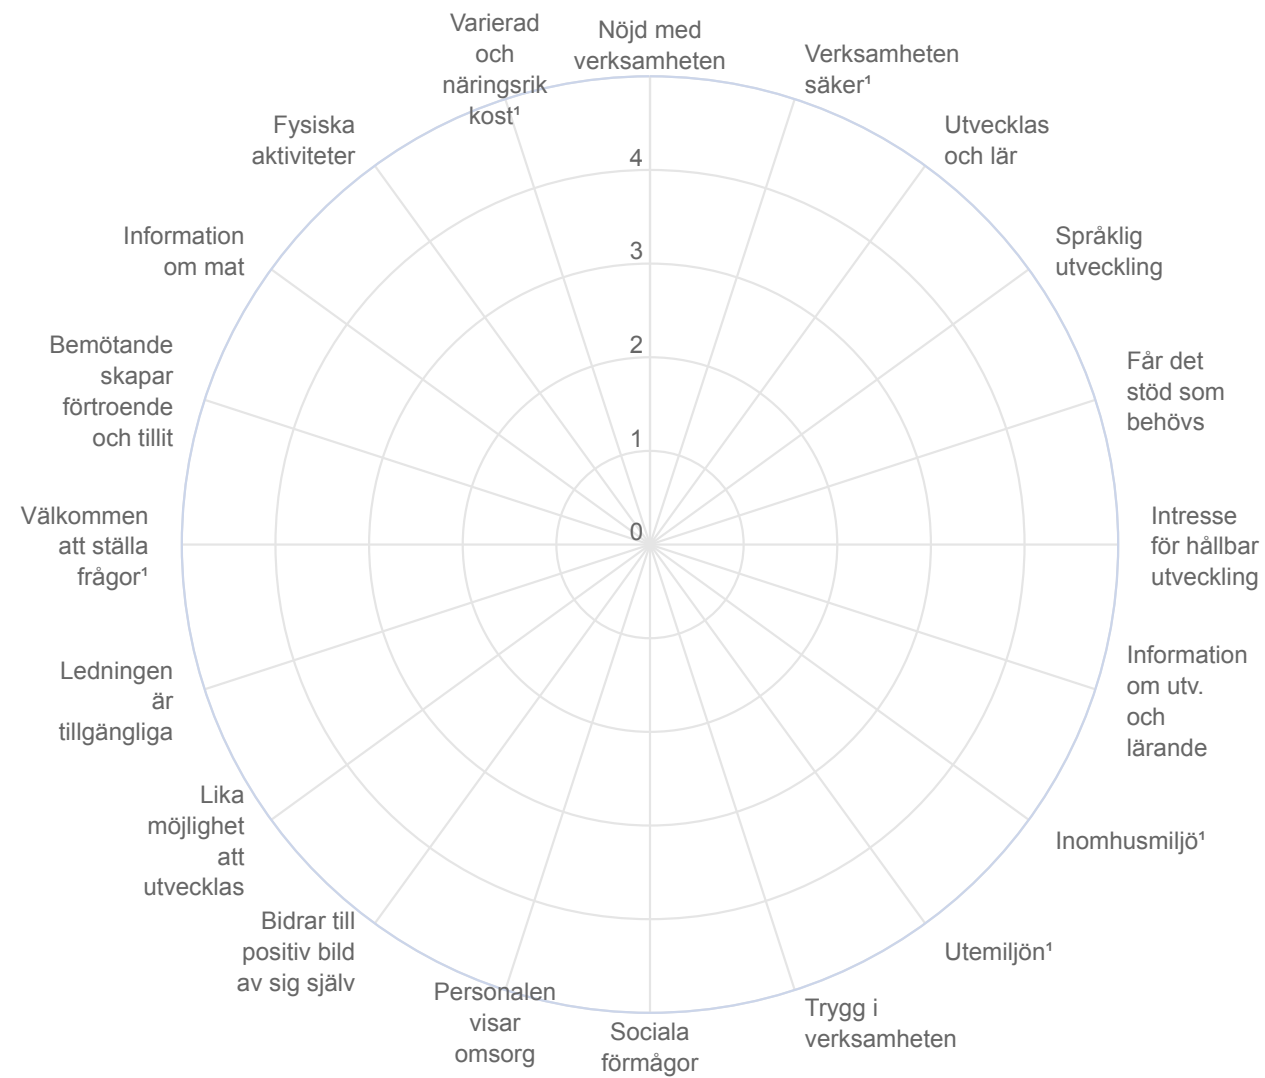 Nöjd med
verksamheten
Verksamheten
säker¹
Utvecklas
och lär
Språklig
utveckling
Får det
stöd som
behövs
Intresse
för hållbar
utveckling
Information
om utv.
och
lärande
Inomhusmiljö¹
Utemiljön¹
Trygg i
verksamheten
Sociala
förmågor
Personalen
visar
omsorg
Bidrar till
positiv bild
av sig själv
Lika
möjlighet
att
utvecklas
Ledningen
är
tillgängliga
Välkommen
att ställa
frågor¹
Bemötande
skapar
förtroende
och tillit
Information
om mat
Fysiska
aktiviteter
Varierad
och
näringsrik
kost¹
4
3
2
1
0